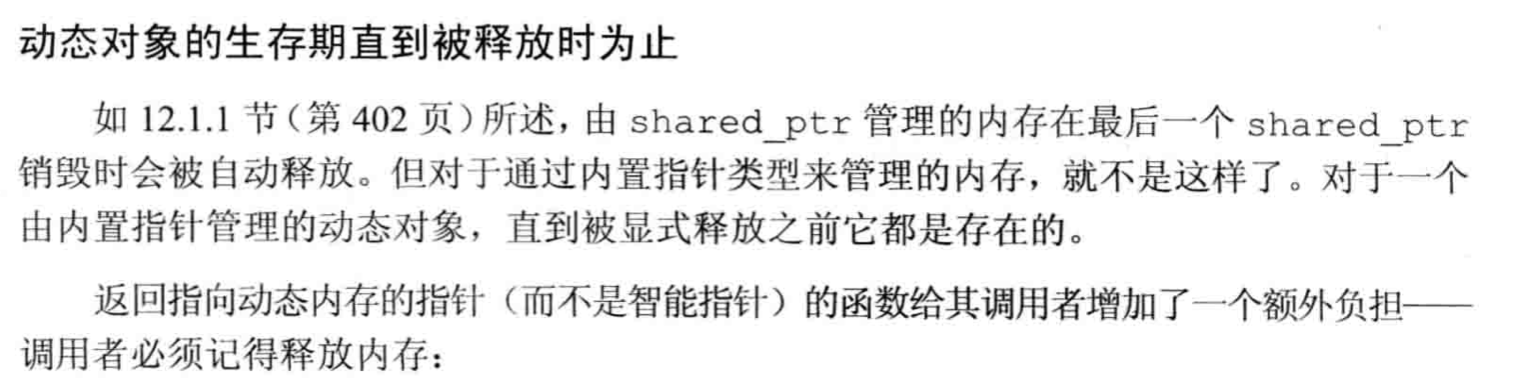 动态对象的生存期直到被释放时为止
如 12.1.1 节（第 402 页）所述，由 shared_ptr 管理的内存在最后一个 shared_ptr
销毁时会被自动释放。但对于通过内置指针类型来管理的内存，就不是这样了。对于一个
由内置指针管理的动态对象，直到被显式释放之前它都是存在的。
返回指向动态内存的指针（而不是智能指针）的函数给其调用者增加了一个额外负担——
调用者必须记得释放内存：